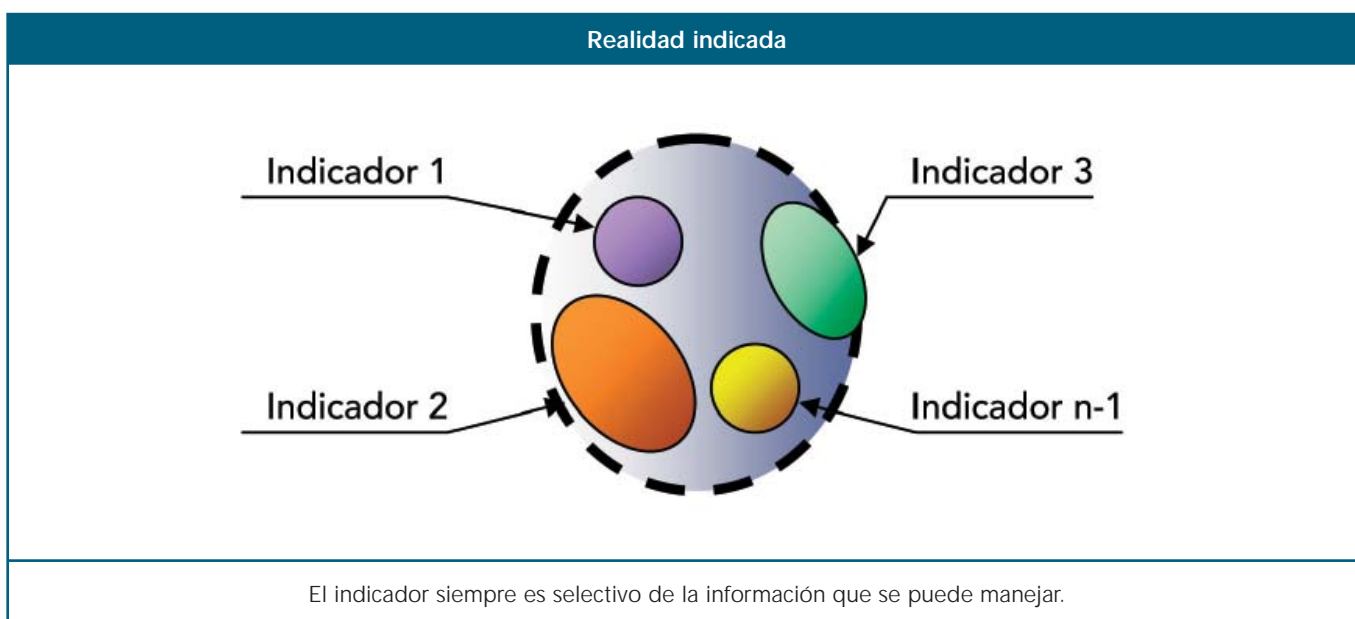 Realidad indicada
Indicador 1
Indicador 3
Indicador 2
Indicador n-1
El indicador siempre es selectivo de la información que se puede manejar.